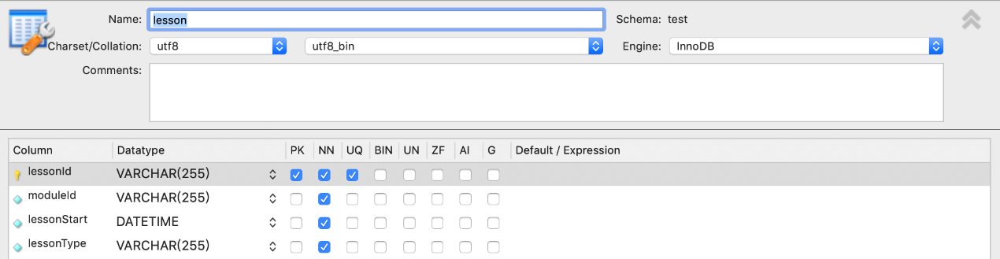 Name: lesson Schema: test
Charset/Collation: utf8 utf8_bin Engine: InnoDB
Comments:
Column Datatype PK NN UQ BIN UN ZF AI G Default / Expression
lessonId VARCHAR(255)
moduleId VARCHAR(255)
lessonStart DATETIME
lessonType VARCHAR(255)